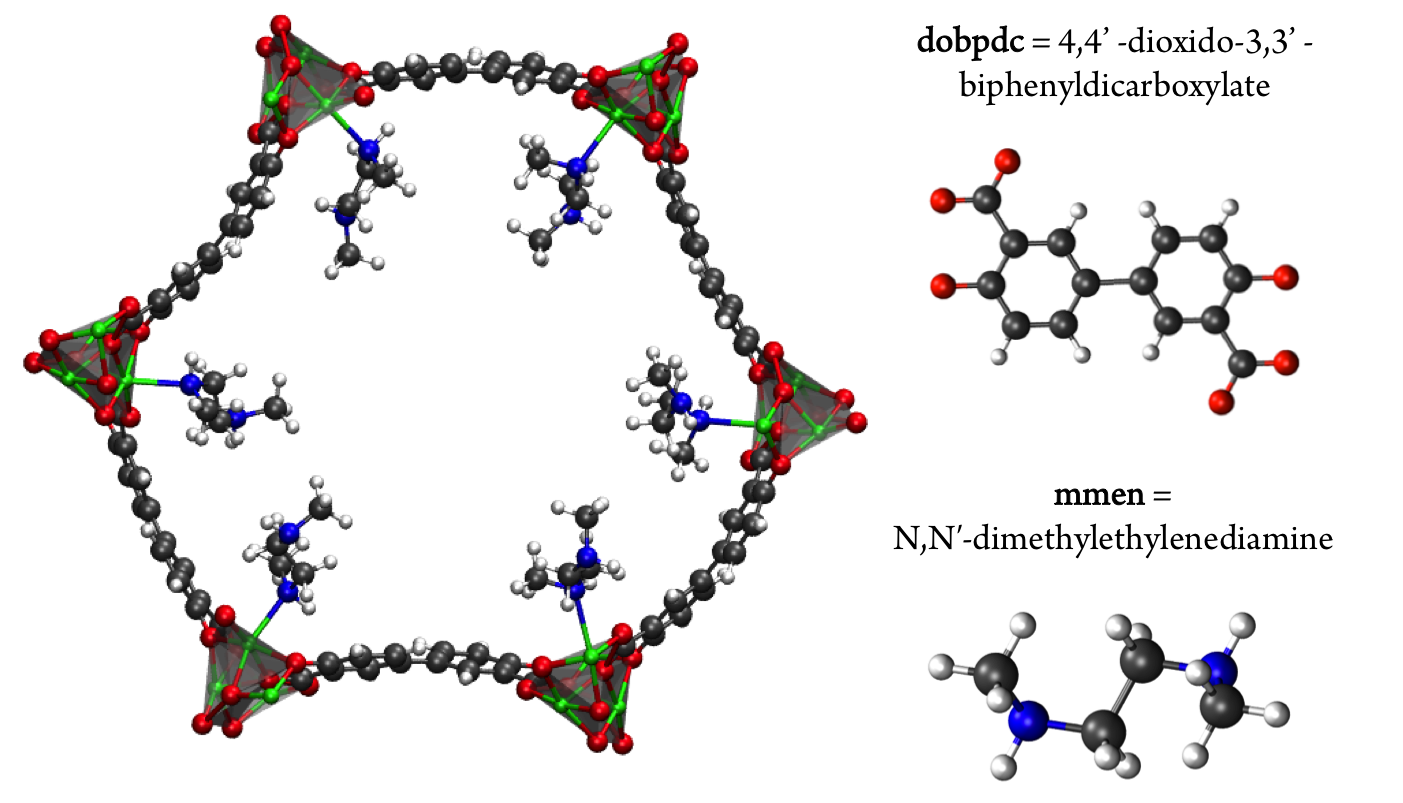 dobpdc = 4,4’ -dioxido-3,3’ -
biphenyldicarboxylate
mmen =
N,N′-dimethylethylenediamine